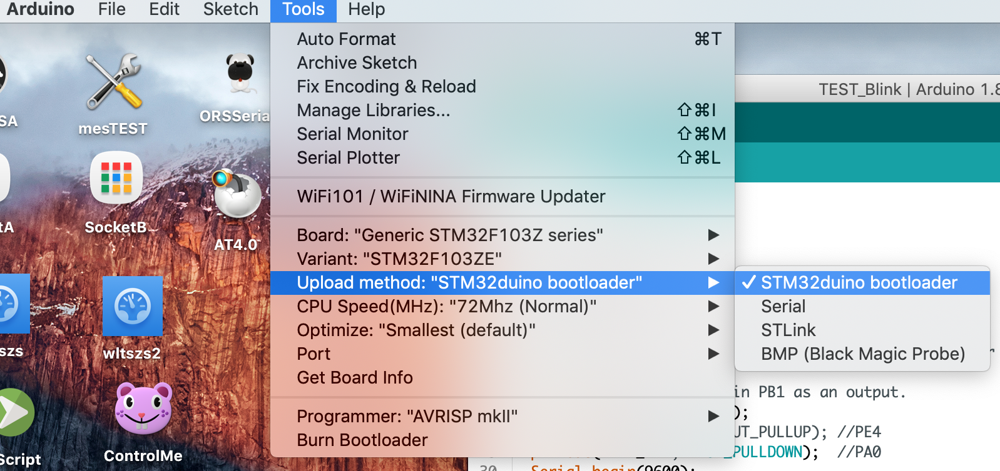 Arduino File Edit Sketch Tools Help
Auto Format ⌘T
Archive Sketch
Fix Encoding & Reload
Manage Libraries... ⇧⌘I
Serial Monitor ⇧⌘M
Serial Plotter ⇧⌘L
WiFi101 / WiFiNINA Firmware Updater
Board: "Generic STM32F103Z series"
Variant: "STM32F103ZE"
Upload method: "STM32duino bootloader"
CPU Speed(MHz): "72Mhz (Normal)"
Optimize: "Smallest (default)"
Port
Get Board Info
Programmer: "AVRISP mkII"
Burn Bootloader
✓ STM32duino bootloader
Serial
STLink
BMP (Black Magic Probe)
TEST_Blink | Arduino 1.8
in PB1 as an output.
);
UT_PULLUP); //PE4
_PULLDOWN); //PA0
30 Serial.begin(9600);
SA
mesTEST
ORSSeria
tA
SocketB
AT4.0
szs
wltszs2
Script
ControlMe